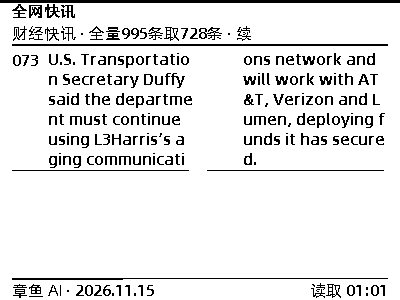 全网快讯
财经快讯 · 全量995条取728条 · 续
073 U.S. Transportatio
n Secretary Duffy
said the departme
nt must continue
using L3Harris's a
ging communicati
ons network and
will work with AT
&T, Verizon and L
umen, deploying f
unds it has secure
d.
章鱼 AI · 2026.11.15
读取 01:01